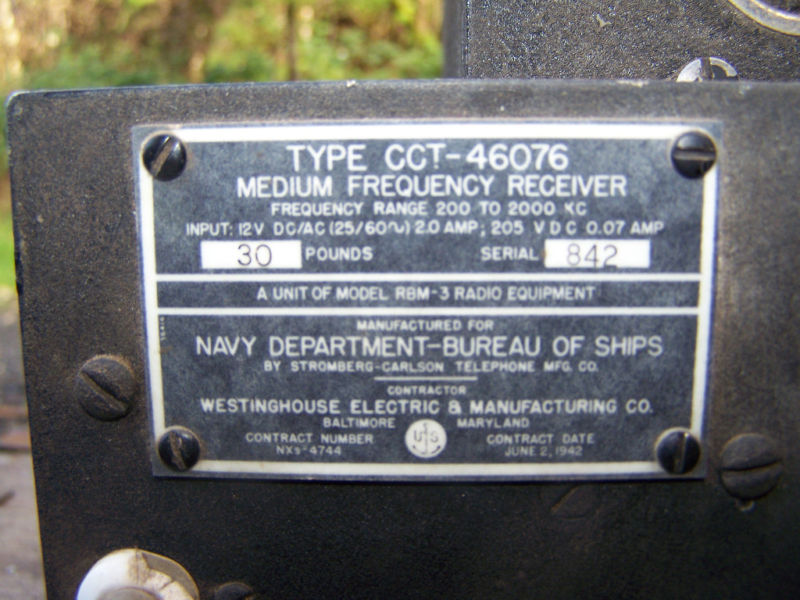 TYPE CCT-46076
MEDIUM FREQUENCY RECEIVER
FREQUENCY RANGE 200 TO 2000 KC
INPUT: 12V DC/AC (25/60∿) 2.0 AMP; 205 V DC 0.07 AMP
30 POUNDS SERIAL 842
A UNIT OF MODEL RBM-3 RADIO EQUIPMENT
MANUFACTURED FOR
NAVY DEPARTMENT-BUREAU OF SHIPS
BY STROMBERG-CARLSON TELEPHONE MFG. CO.
CONTRACTOR
WESTINGHOUSE ELECTRIC & MANUFACTURING CO.
BALTIMORE MARYLAND
CONTRACT NUMBER US CONTRACT DATE
NXs-4744 JUNE 2, 1942